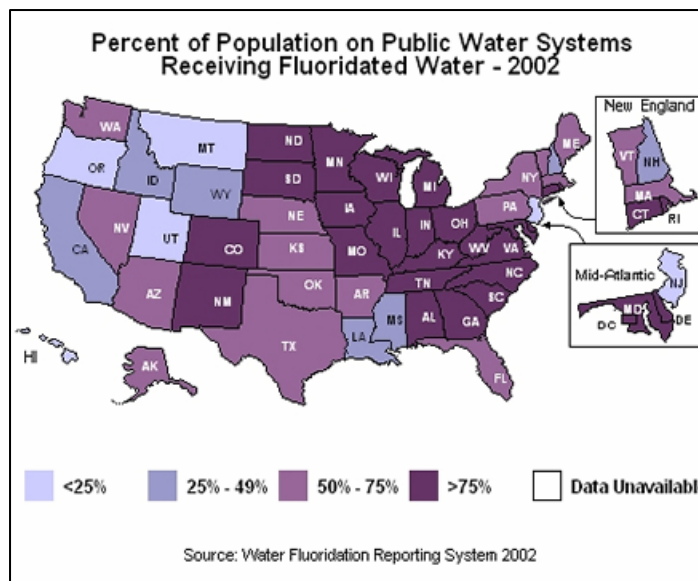 Percent of Population on Public Water Systems
Receiving Fluoridated Water - 2002
New England
WA
MT
ND
MN
ME
OR
ID
SD
WI
MI
NY
VT
NH
WY
IA
PA
MA
NV
NE
IL
IN
OH
CT
RI
CA
UT
CO
KS
MO
KY
WV
VA
AZ
NM
OK
AR
TN
NC
Mid-Atlantic
NJ
MS
AL
GA
SC
MD
DC
DE
TX
LA
HI
AK
FL
<25%
25% - 49%
50% - 75%
>75%
Data Unavailabl
Source: Water Fluoridation Reporting System 2002